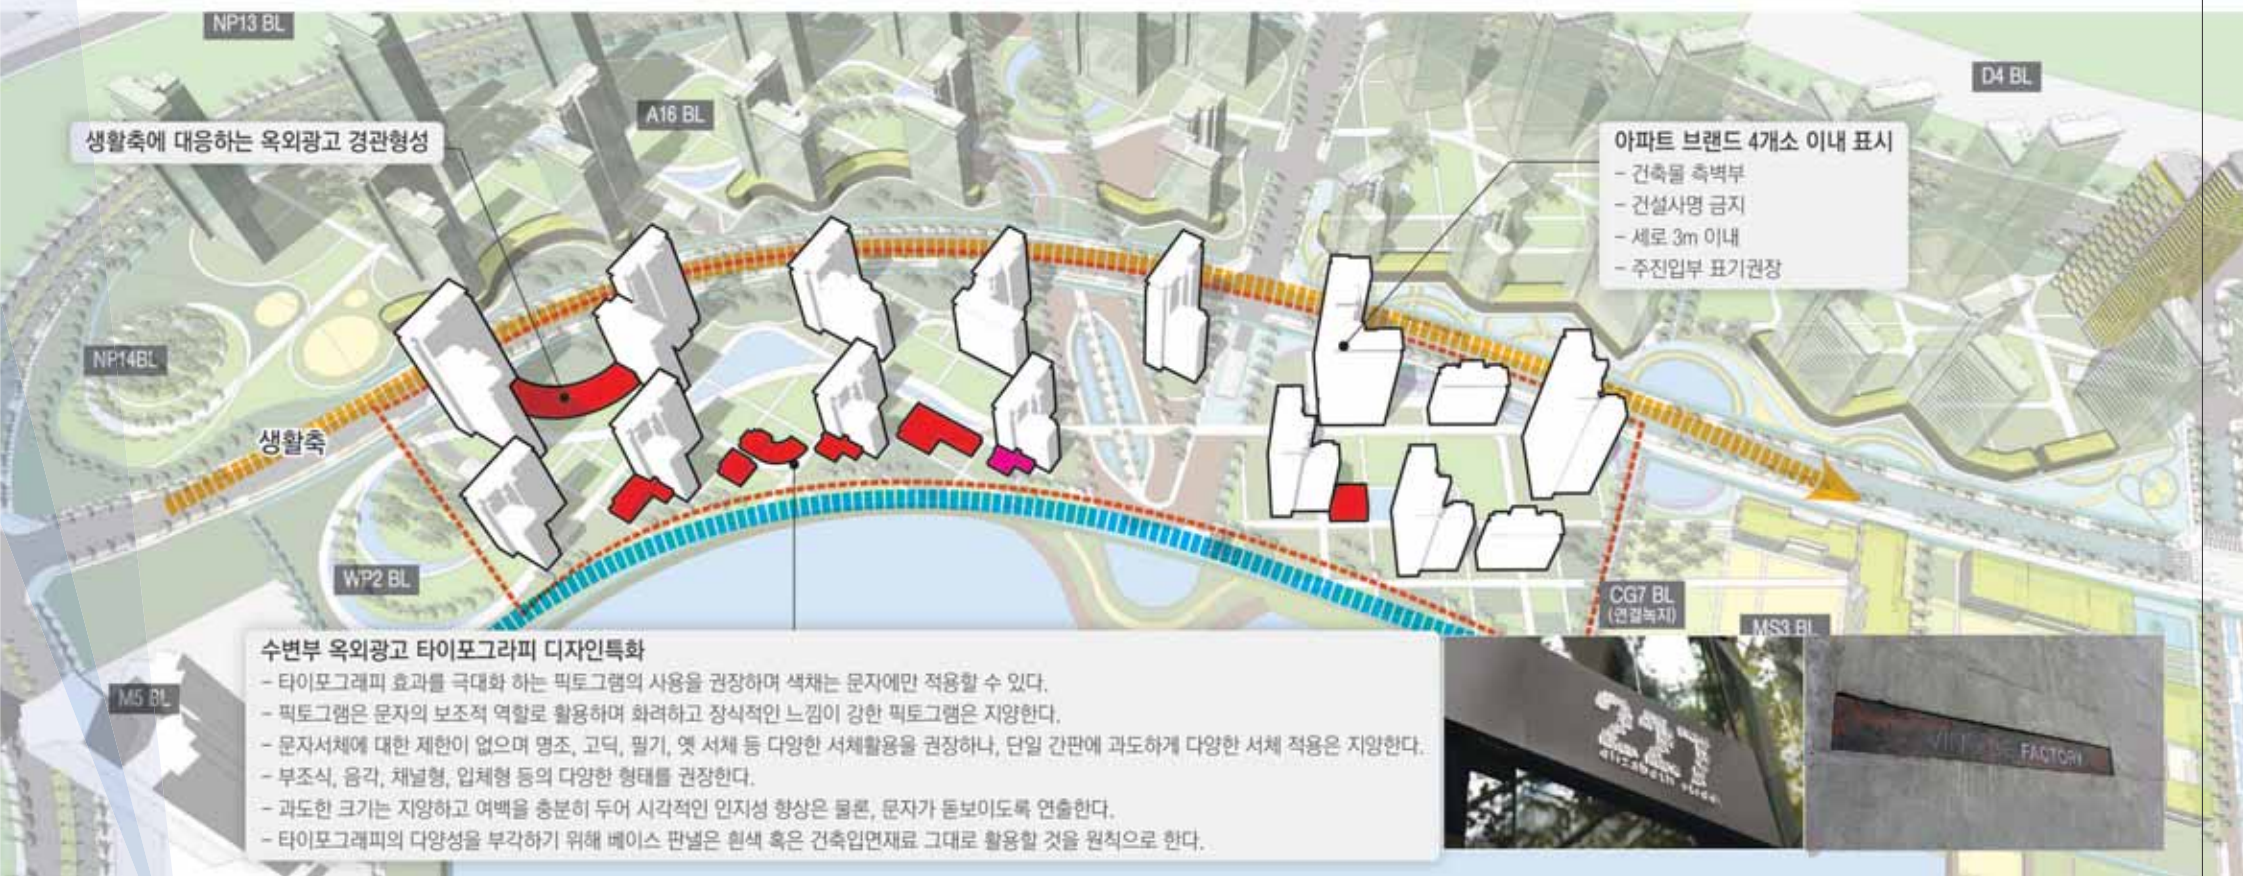 NP13 BL
D4 BL
A16 BL
생활축에 대응하는 옥외광고 경관형성
아파트 브랜드 4개소 이내 표시
- 건축물 측벽부
- 건설사명 금지
- 세로 3m 이내
- 주진입부 표기권장
NP14BL
생활축
WP2 BL
CG7 BL
(연결녹지)
MS3 BL
M5 BL
수변부 옥외광고 타이포그라피 디자인특화
- 타이포그래피 효과를 극대화 하는 픽토그램의 사용을 권장하며 색채는 문자에만 적용할 수 있다.
- 픽토그램은 문자의 보조적 역할로 활용하며 화려하고 장식적인 느낌이 강한 픽토그램은 지양한다.
- 문자서체에 대한 제한이 없으며 명조, 고딕, 필기, 옛 서체 등 다양한 서체활용을 권장하나, 단일 간판에 과도하게 다양한 서체 적용은 지양한다.
- 부조식, 음각, 채널형, 입체형 등의 다양한 형태를 권장한다.
- 과도한 크기는 지양하고 여백을 충분히 두어 시각적인 인지성 향상은 물론, 문자가 돋보이도록 연출한다.
- 타이포그래피의 다양성을 부각하기 위해 베이스 판낼은 흰색 혹은 건축입면재료 그대로 활용할 것을 원칙으로 한다.
227
elizabeth street
FACTORY